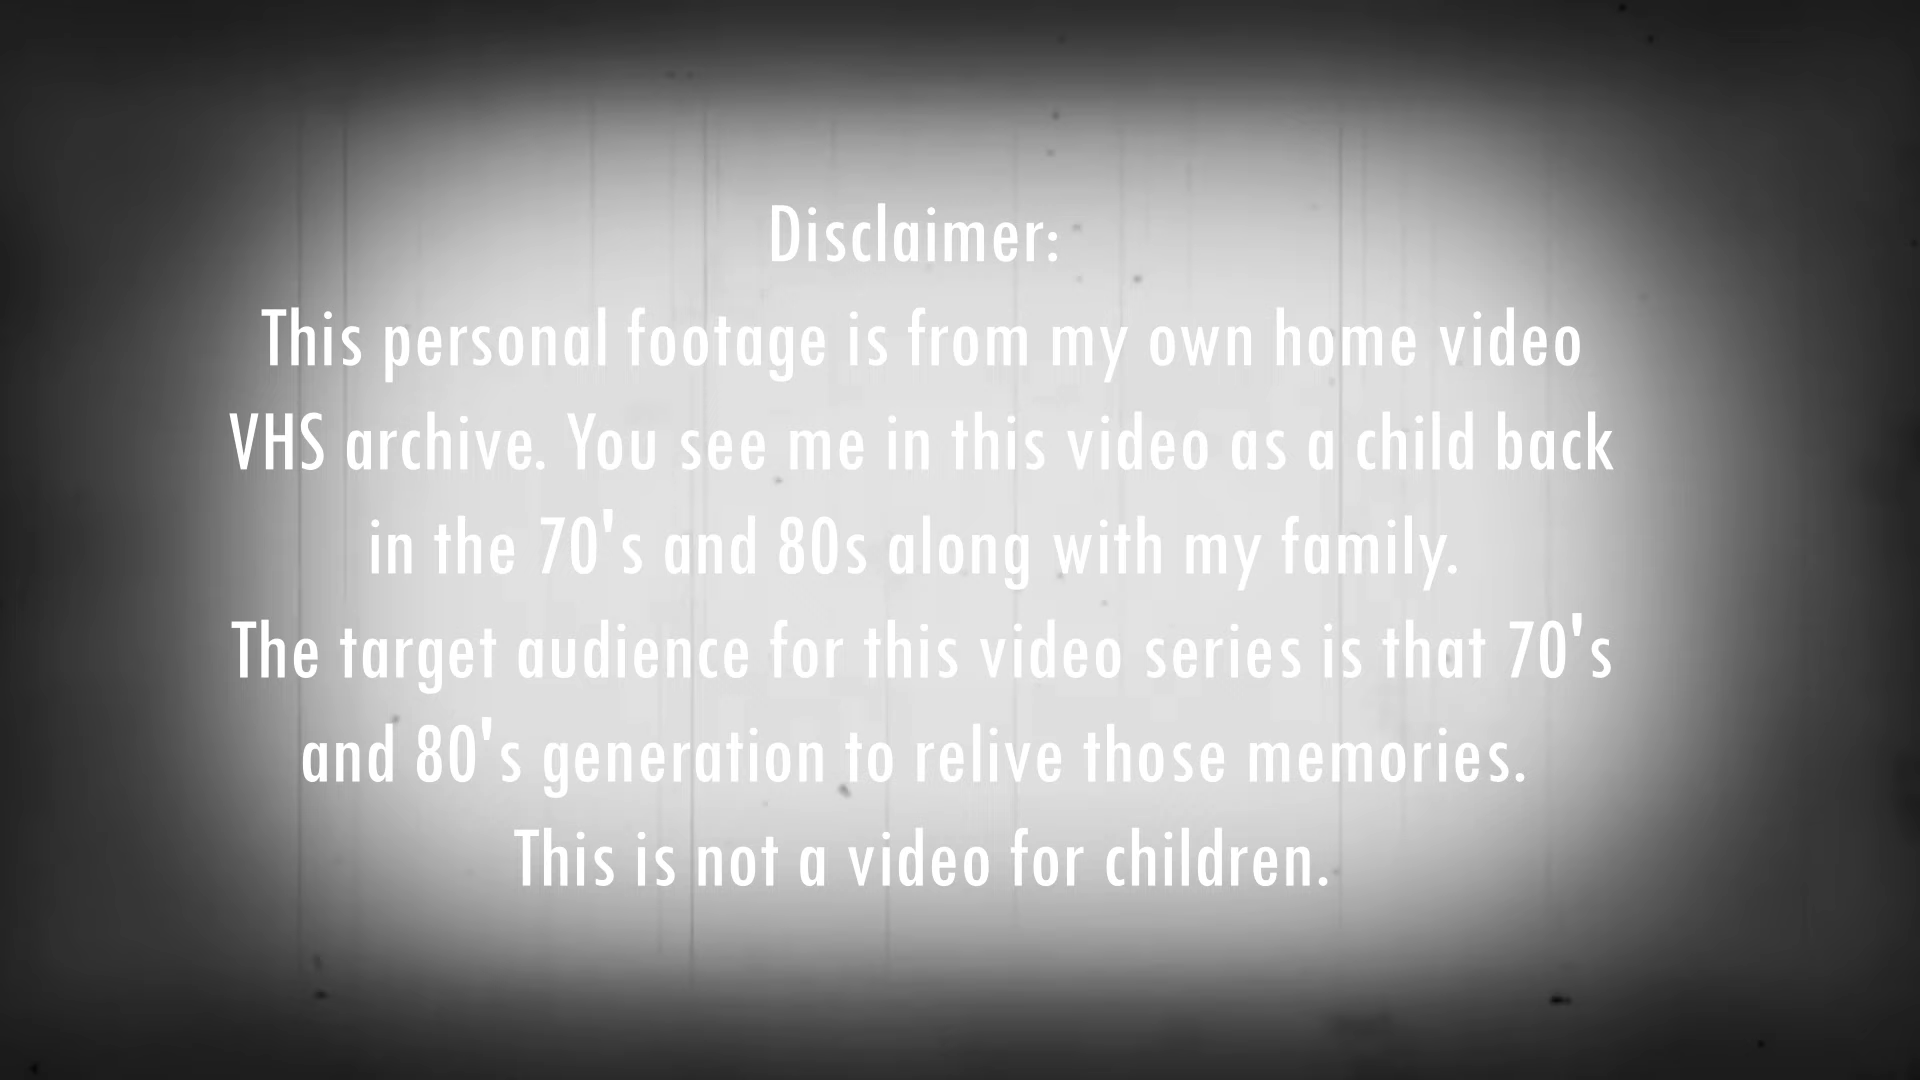 Disclaimer:
This personal footage is from my own home video
VHS archive. You see me in this video as a child back
in the 70's and 80s along with my family.
The target audience for this video series is that 70's
and 80's generation to relive those memories.
This is not a video for children.